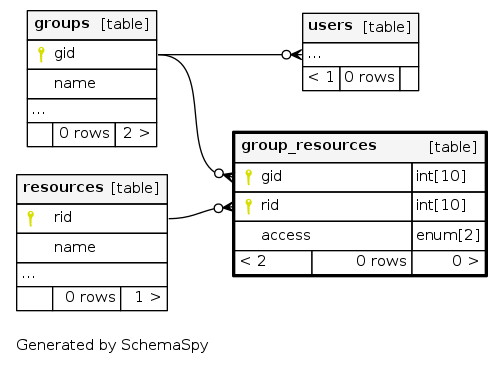 groups [table]
gid
name
...
0 rows 2 >
users [table]
...
< 1 0 rows
group_resources [table]
gid int[10]
rid int[10]
access enum[2]
< 2 0 rows 0 >
resources [table]
rid
name
...
0 rows 1 >
Generated by SchemaSpy